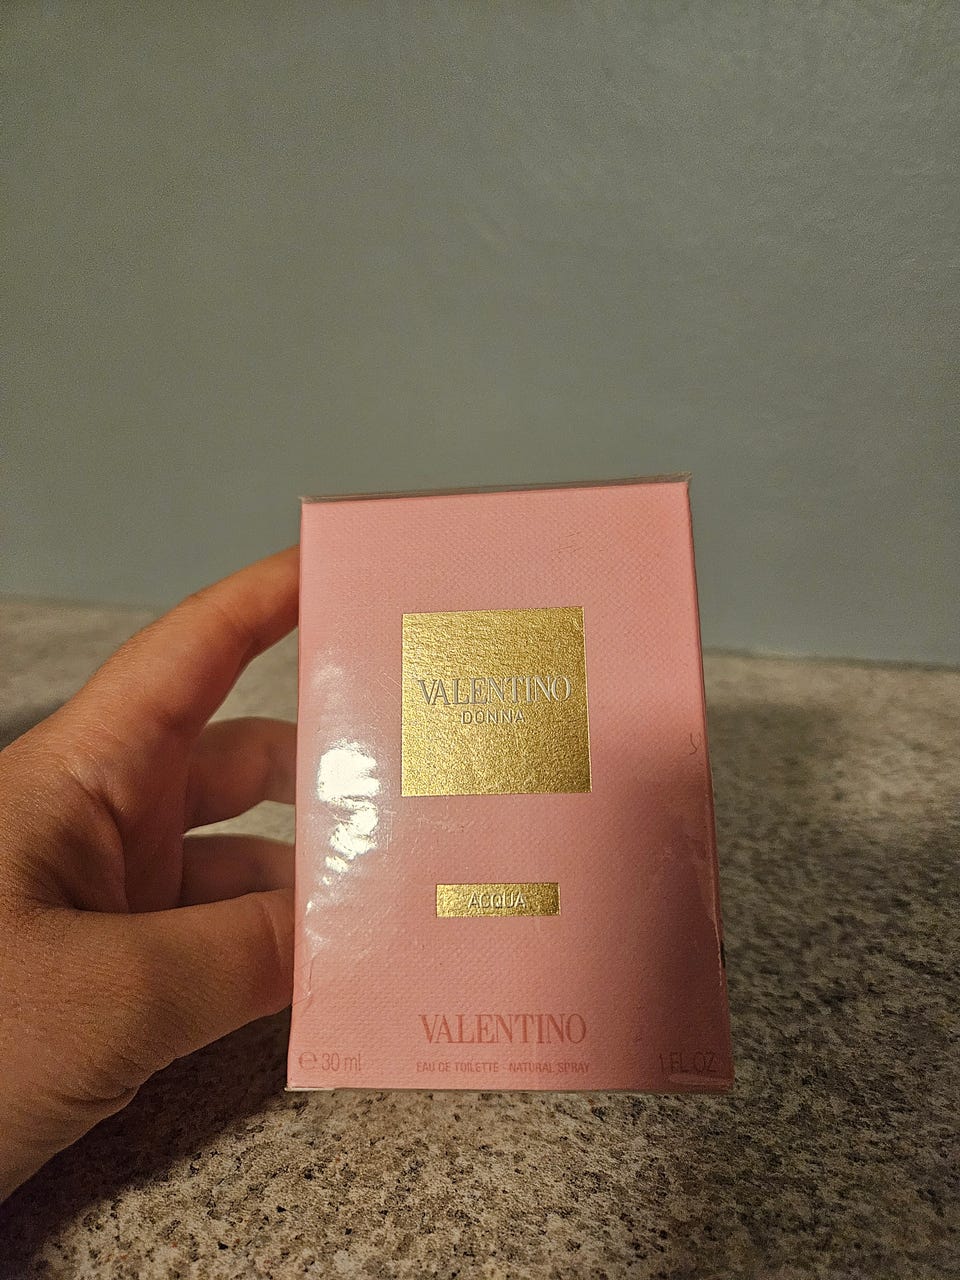 VALENTINO
DONNA
ACQUA
VALENTINO
℮ 30 ml EAU DE TOILETTE - NATURAL SPRAY 1 FL.OZ